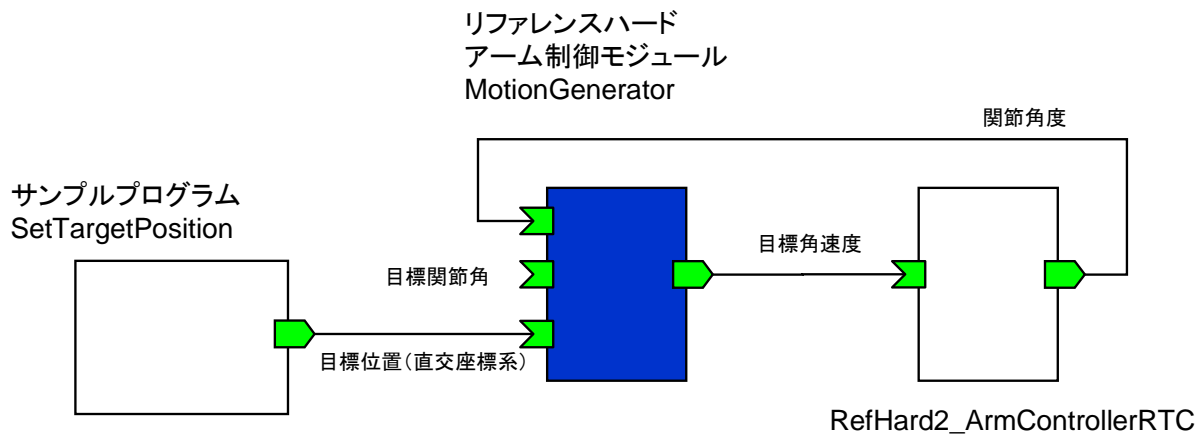 リファレンスハード
アーム制御モジュール
MotionGenerator
関節角度
サンプルプログラム
SetTargetPosition
目標関節角
目標角速度
目標位置（直交座標系）
RefHard2_ArmControllerRTC